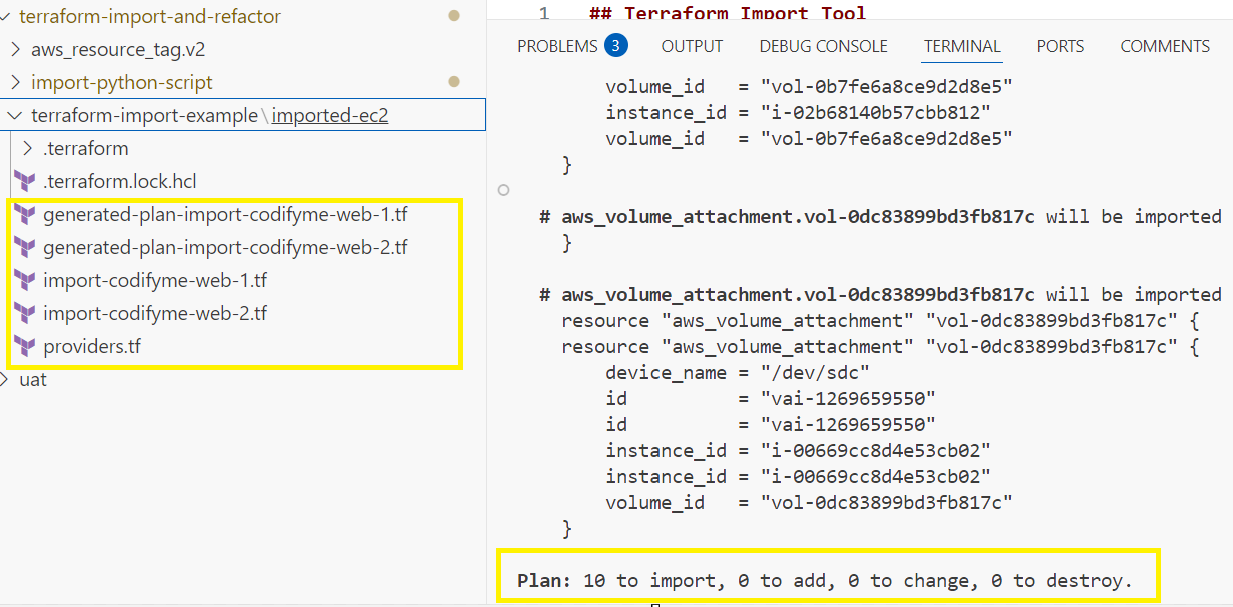 terraform-import-and-refactor
aws_resource_tag.v2
import-python-script
terraform-import-example\imported-ec2
.terraform
.terraform.lock.hcl
generated-plan-import-codifyme-web-1.tf
generated-plan-import-codifyme-web-2.tf
import-codifyme-web-1.tf
import-codifyme-web-2.tf
providers.tf
uat
1 ## Terraform Import Tool
PROBLEMS 3 OUTPUT DEBUG CONSOLE TERMINAL PORTS COMMENTS
volume_id = "vol-0b7fe6a8ce9d2d8e5"
instance_id = "i-02b68140b57cbb812"
volume_id = "vol-0b7fe6a8ce9d2d8e5"
}
# aws_volume_attachment.vol-0dc83899bd3fb817c will be imported
}
# aws_volume_attachment.vol-0dc83899bd3fb817c will be imported
resource "aws_volume_attachment" "vol-0dc83899bd3fb817c" {
resource "aws_volume_attachment" "vol-0dc83899bd3fb817c" {
device_name = "/dev/sdc"
id = "vai-1269659550"
id = "vai-1269659550"
instance_id = "i-00669cc8d4e53cb02"
instance_id = "i-00669cc8d4e53cb02"
volume_id = "vol-0dc83899bd3fb817c"
}
Plan: 10 to import, 0 to add, 0 to change, 0 to destroy.